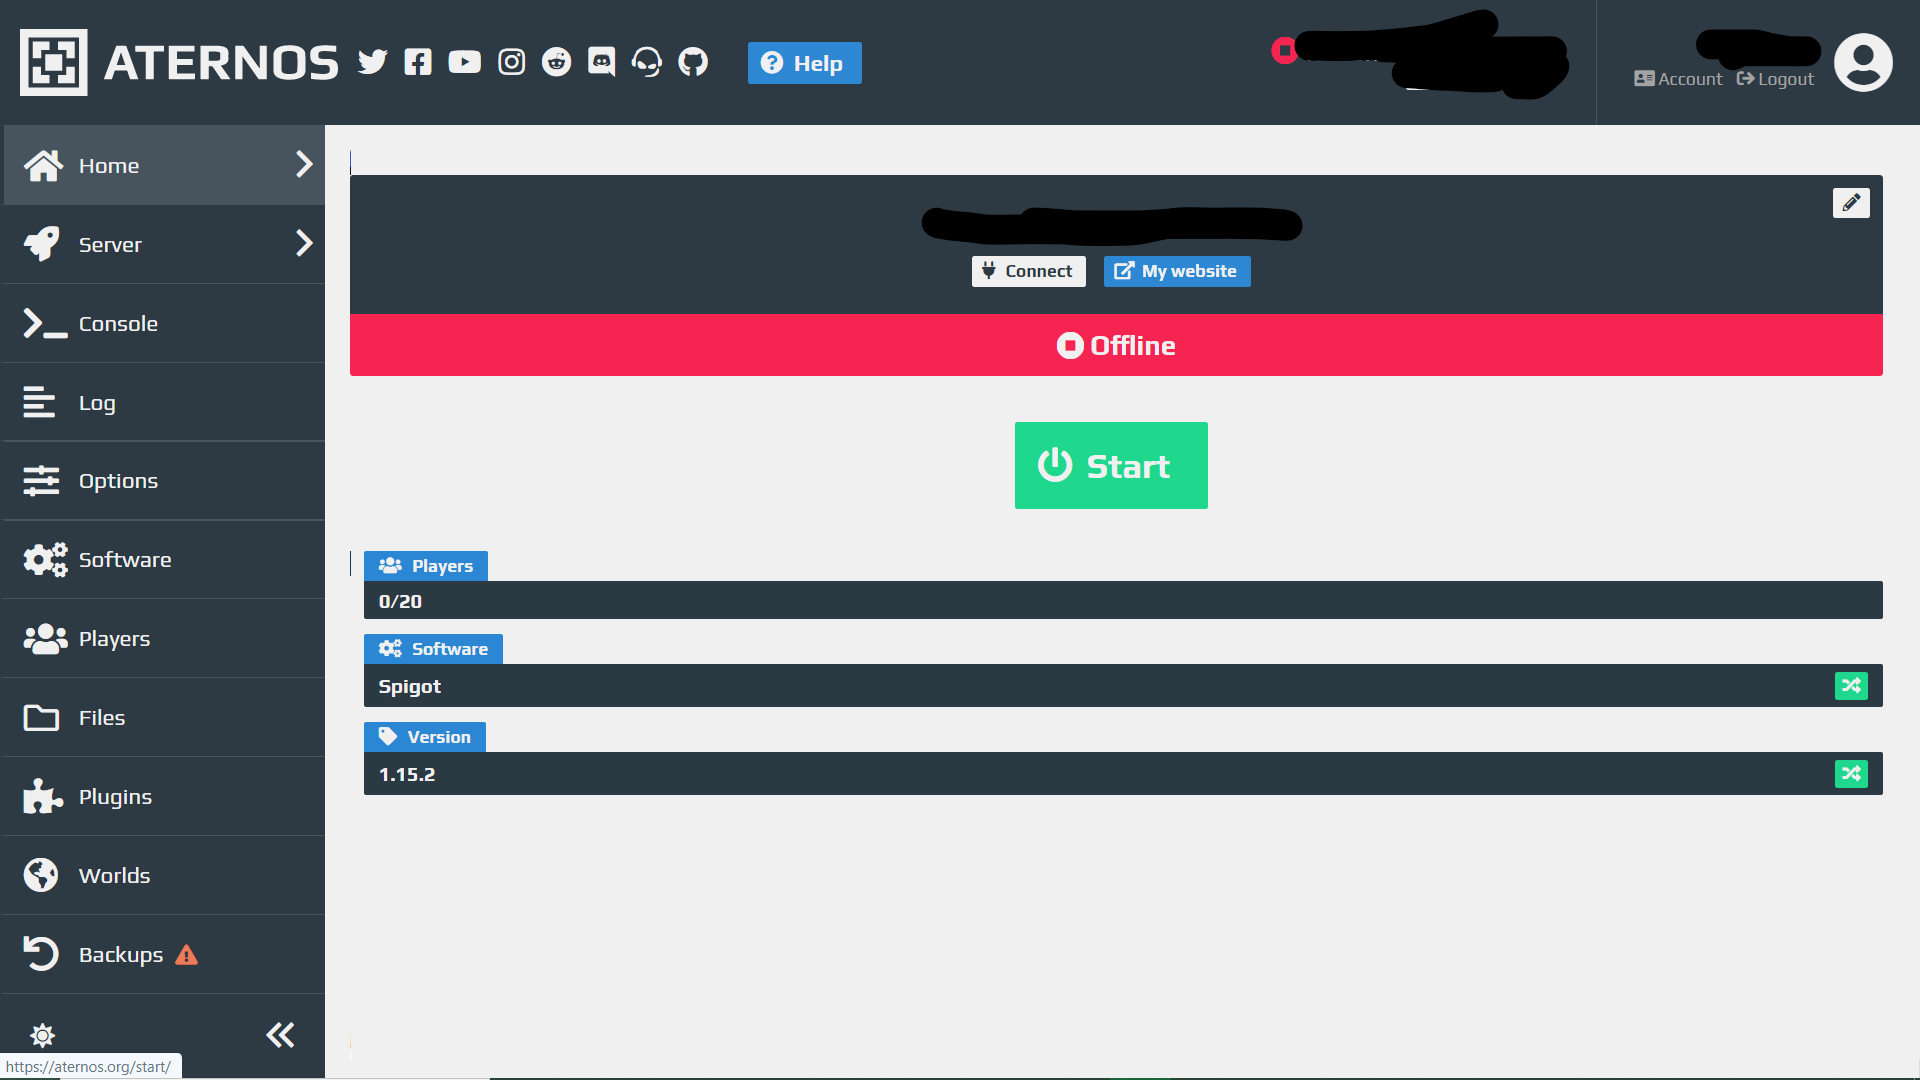 ATERNOS
Help
Account Logout
Home
Server
Console
Log
Options
Software
Players
Files
Plugins
Worlds
Backups
Connect
My website
Offline
Start
Players
0/20
Software
Spigot
Version
1.15.2
https://aternos.org/start/